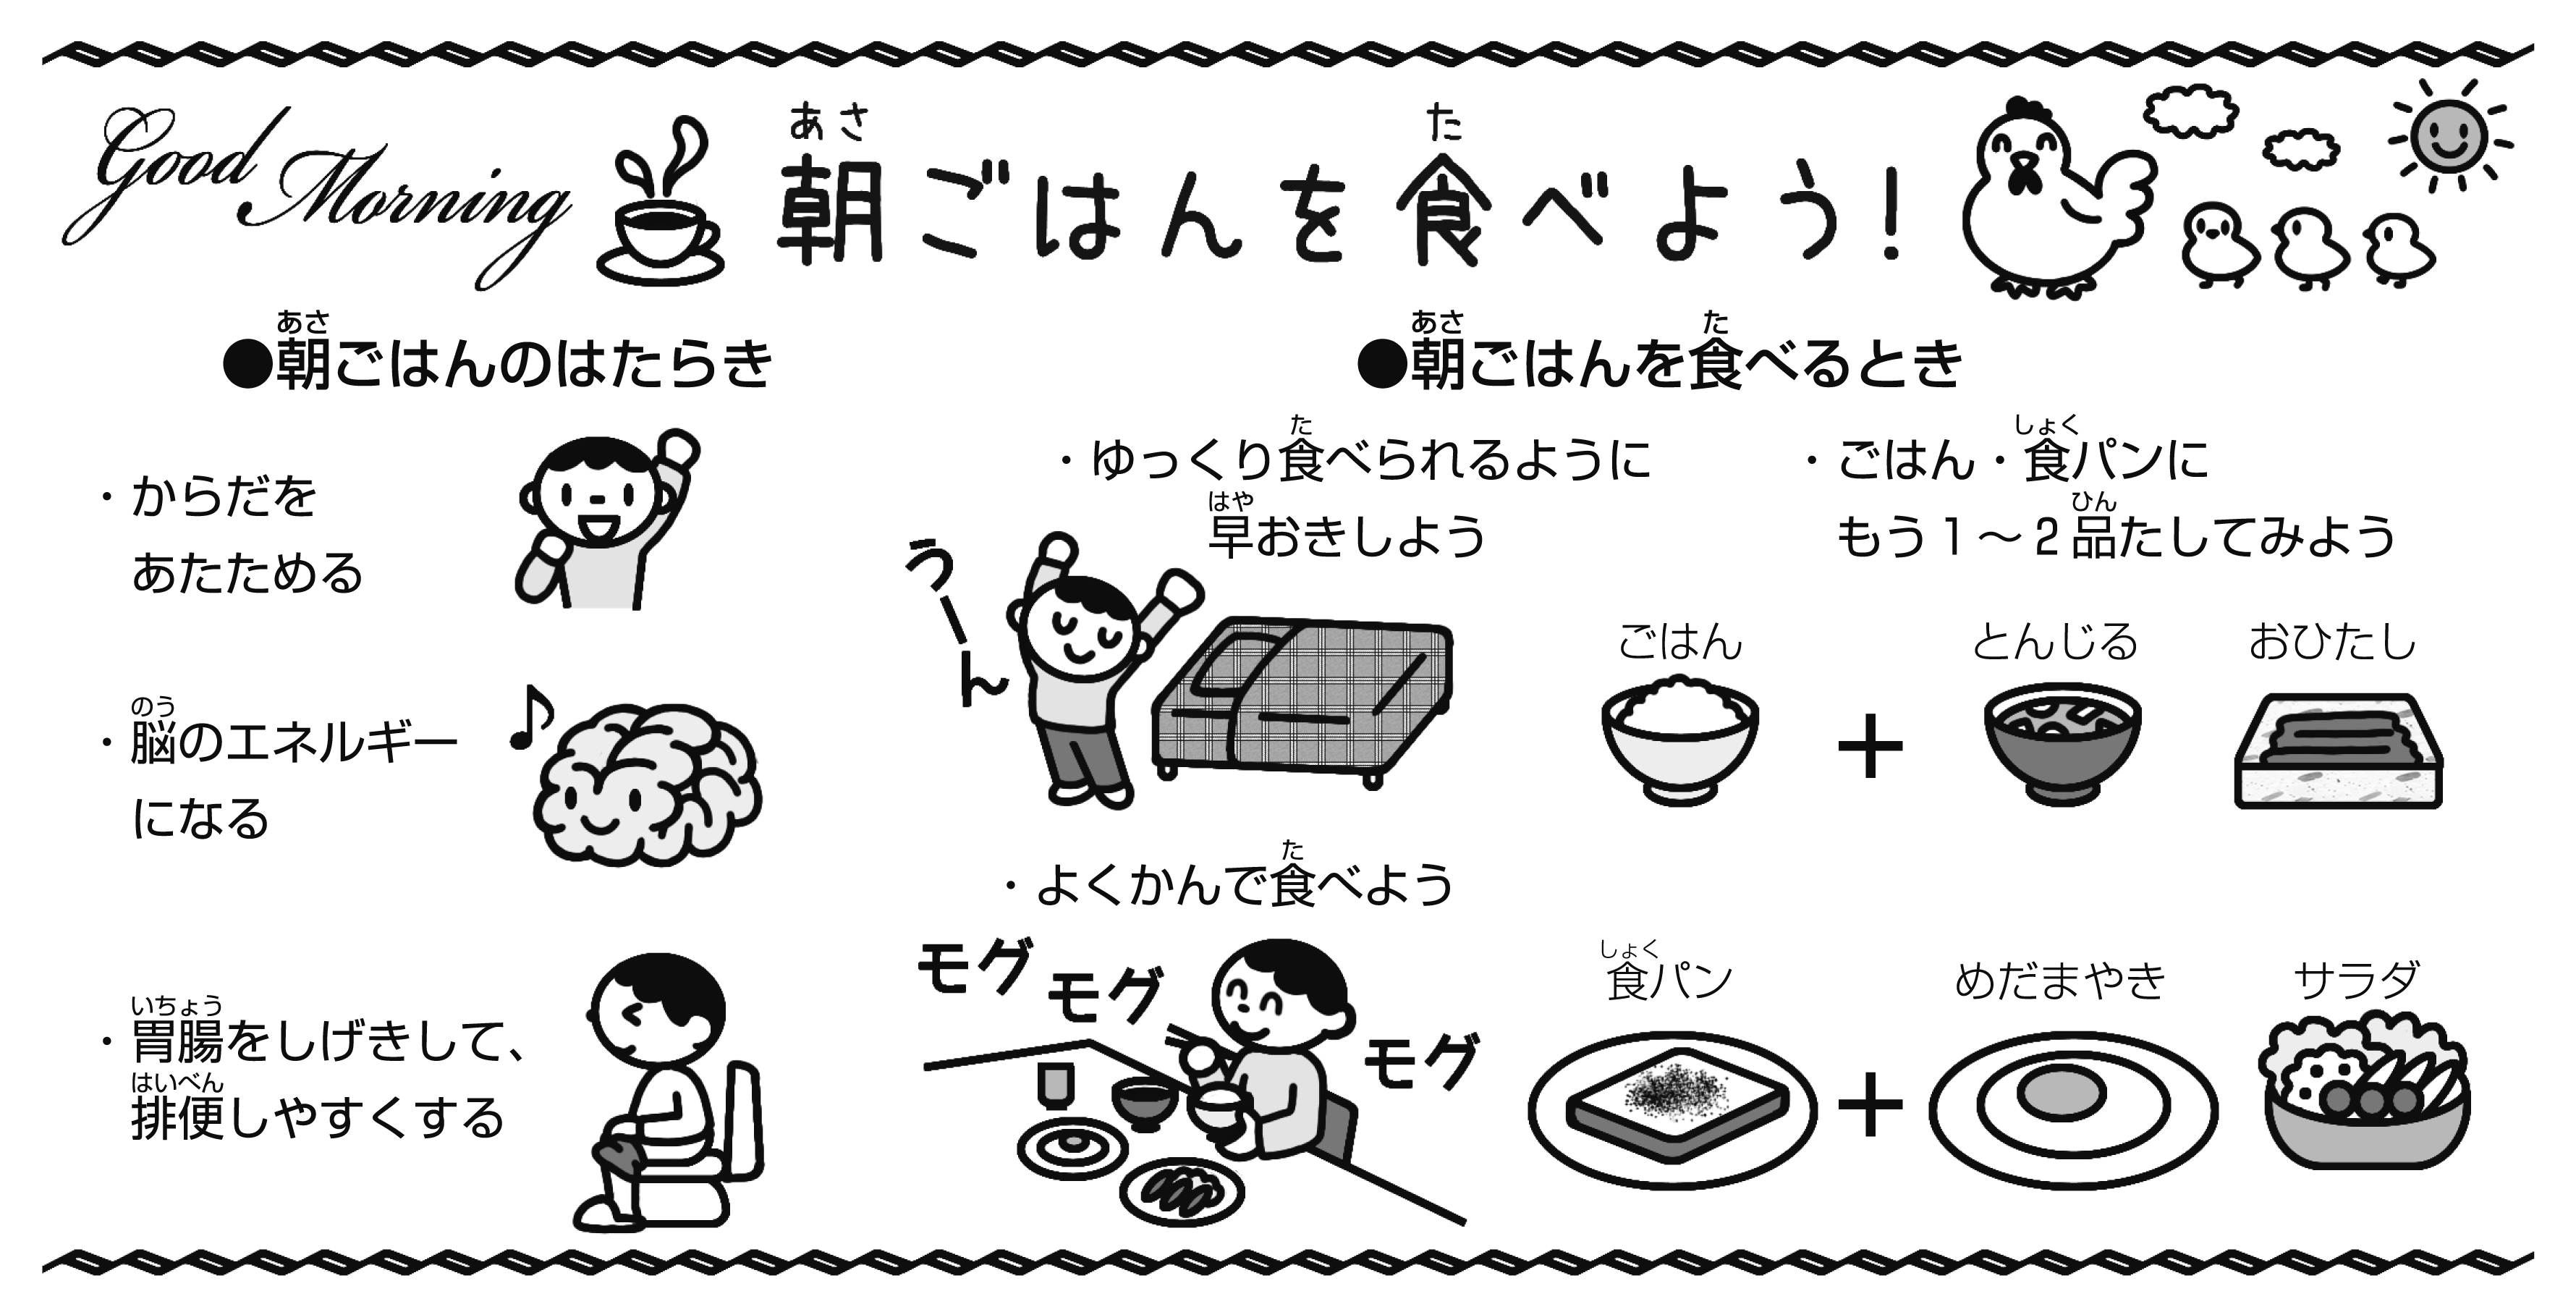 Good Morning
あさ た
朝ごはんを食べよう!
あさ
●朝ごはんのはたらき
・からだを
あたためる
のう
・脳のエネルギー
になる
いちょう
・胃腸をしげきして、
はいべん
排便しやすくする
あさ た
●朝ごはんを食べるとき
た
・ゆっくり食べられるように
はや
早おきしよう
うーん
た
・よくかんで食べよう
モグ
モグ
モグ
しょく
・ごはん・食パンに
ひん
もう1~2品たしてみよう
ごはん
+
とんじる
おひたし
しょく
食パン
+
めだまやき
サラダ